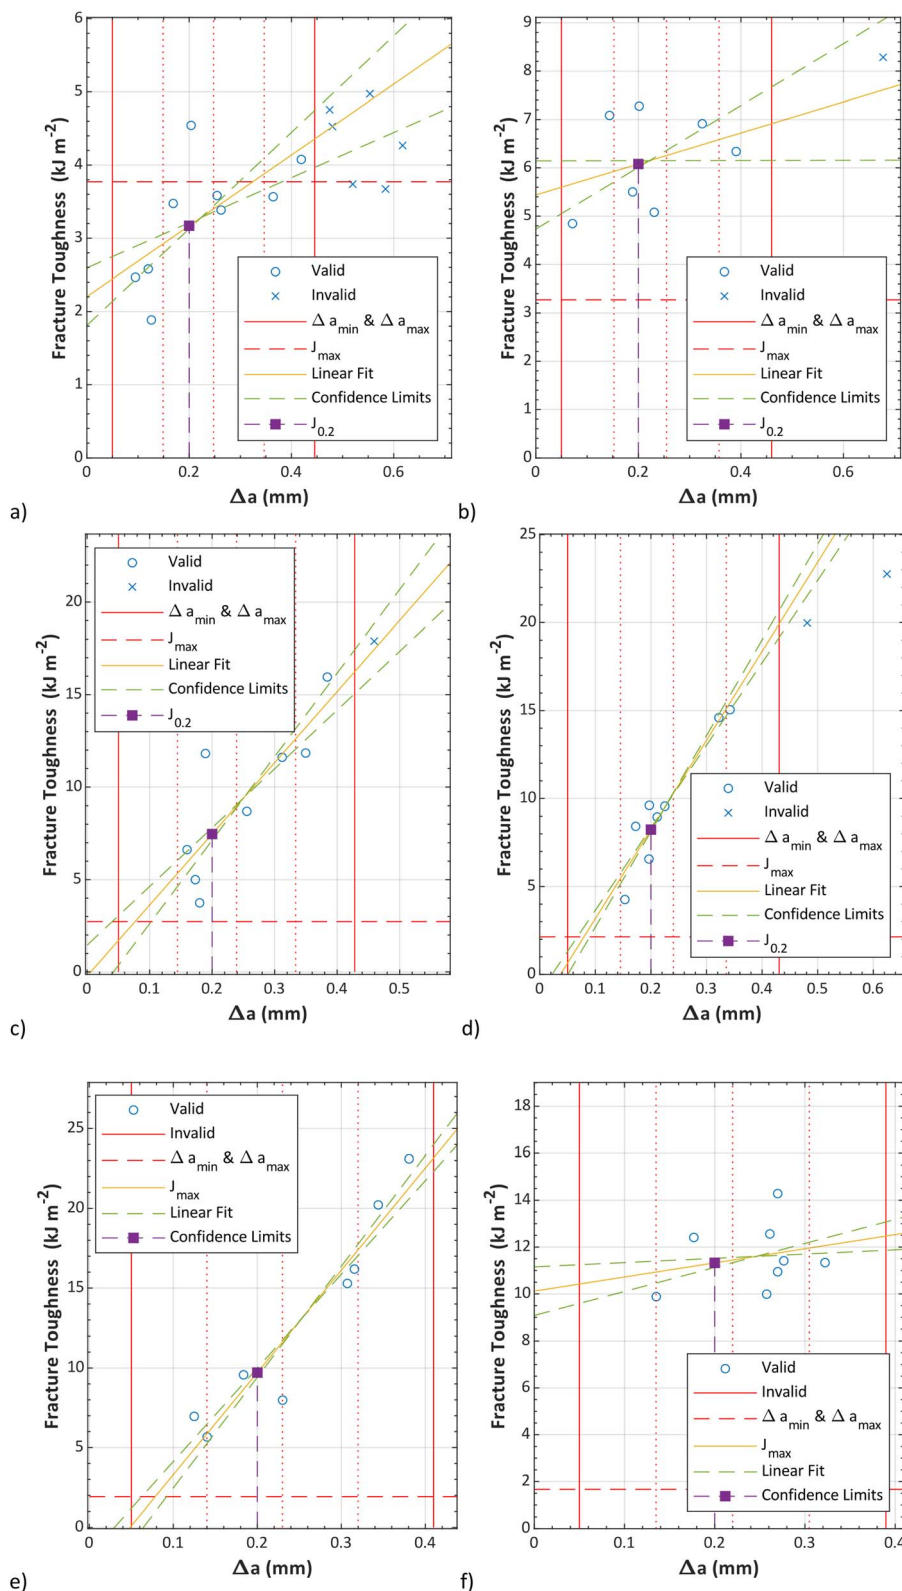 6
5
4
3
2
1
0
0 0.2 0.4 0.6
Fracture Toughness (kJ m-2)
Δa (mm)
Valid
Invalid
Δ amin & Δ amax
Jmax
Linear Fit
Confidence Limits
J0.2
a)
9
8
7
6
5
4
3
2
1
0
0 0.2 0.4 0.6
Fracture Toughness (kJ m-2)
Δa (mm)
Valid
Invalid
Δ amin & Δ amax
Jmax
Linear Fit
Confidence Limits
J0.2
b)
20
15
10
5
0
0 0.1 0.2 0.3 0.4 0.5
Fracture Toughness (kJ m-2)
Δa (mm)
Valid
Invalid
Δ amin & Δ amax
Jmax
Linear Fit
Confidence Limits
J0.2
c)
25
20
15
10
5
0
0 0.1 0.2 0.3 0.4 0.5 0.6
Fracture Toughness (kJ m-2)
Δa (mm)
Valid
Invalid
Δ amin & Δ amax
Jmax
Linear Fit
Confidence Limits
J0.2
d)
25
20
15
10
5
0
0 0.1 0.2 0.3 0.4
Fracture Toughness (kJ m-2)
Δa (mm)
Valid
Invalid
Δ amin & Δ amax
Jmax
Linear Fit
Confidence Limits
e)
18
16
14
12
10
8
6
4
2
0
0 0.1 0.2 0.3 0.4
Fracture Toughness (kJ m-2)
Δa (mm)
Valid
Invalid
Δ amin & Δ amax
Jmax
Linear Fit
Confidence Limits
f)